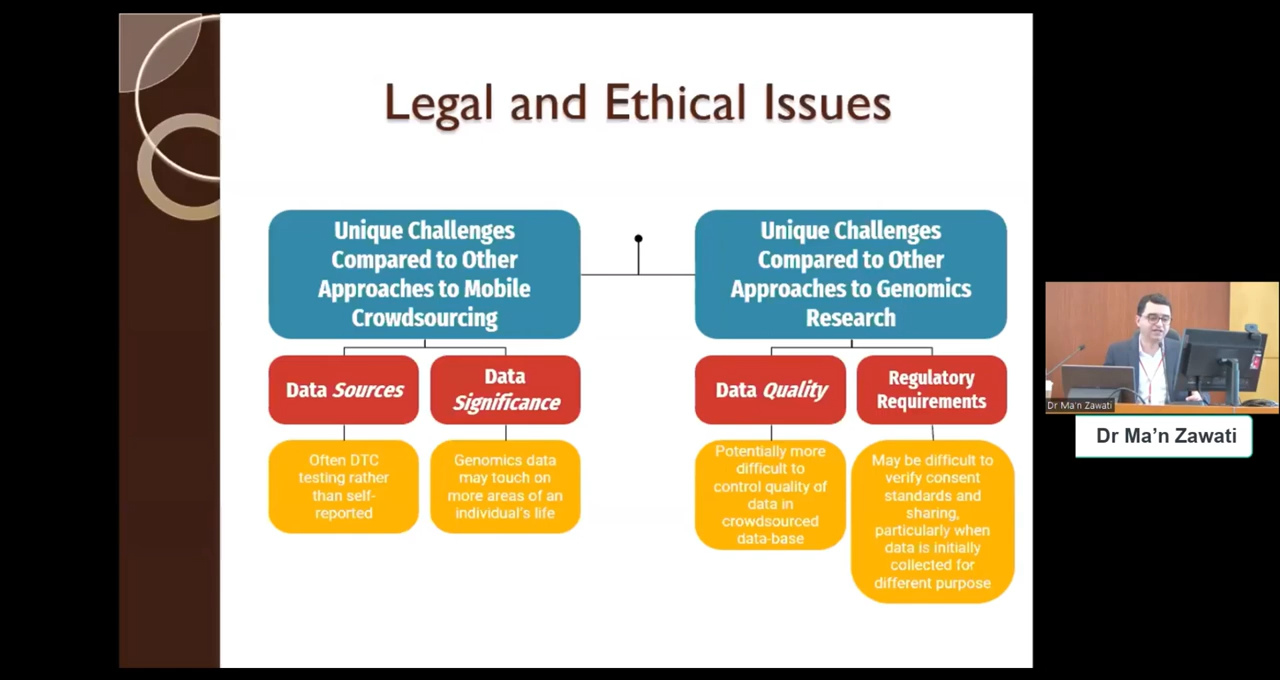 Legal and Ethical Issues
Unique Challenges
Compared to Other
Approaches to Mobile
Crowdsourcing
Unique Challenges
Compared to Other
Approaches to Genomics
Research
Data Sources
Data
Significance
Data Quality
Regulatory
Requirements
Often DTC
testing rather
than self-
reported
Genomics data
may touch on
more areas of an
individual's life
Potentially more
difficult to
control quality of
data in
crowdsourced
data-base
May be difficult to
verify consent
standards and
sharing,
particularly when
data is initially
collected for
different purpose
Dr Ma'n Zawati
Dr Ma'n Zawati